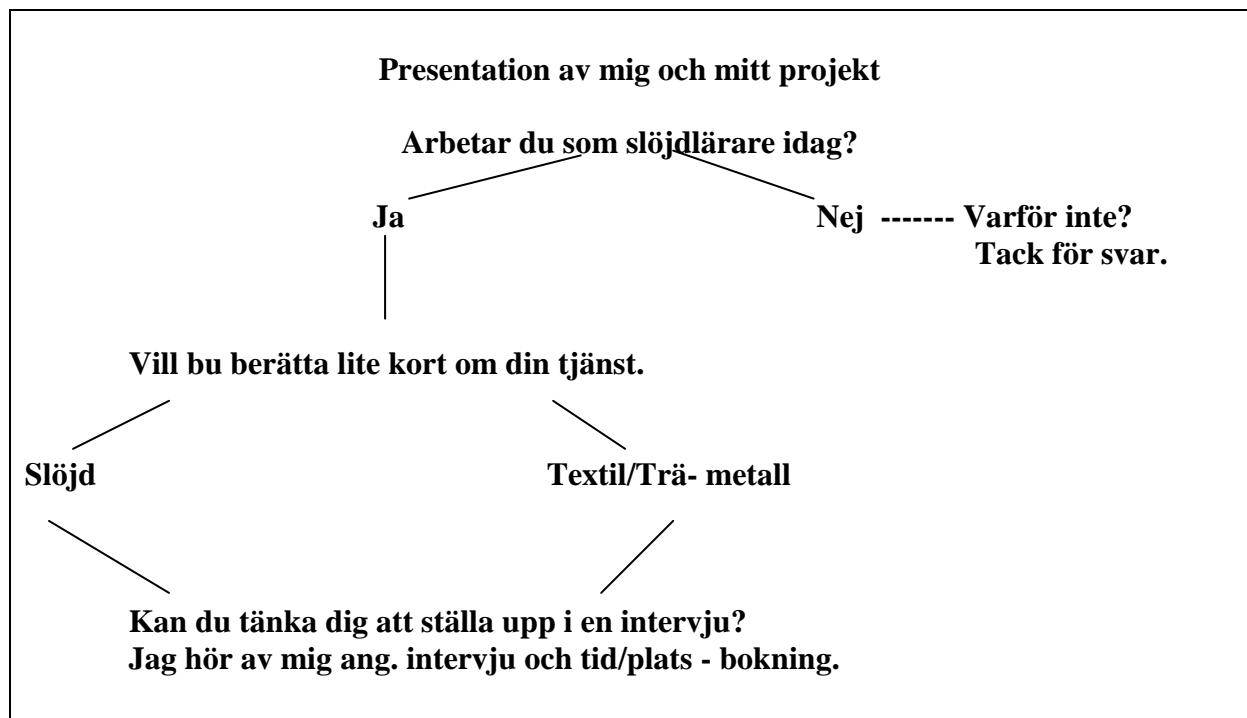 Presentation av mig och mitt projekt
Arbetar du som slöjdlärare idag?
Ja
Nej ------- Varför inte?
Tack för svar.
Vill bu berätta lite kort om din tjänst.
Slöjd
Textil/Trä- metall
Kan du tänka dig att ställa upp i en intervju?
Jag hör av mig ang. intervju och tid/plats - bokning.